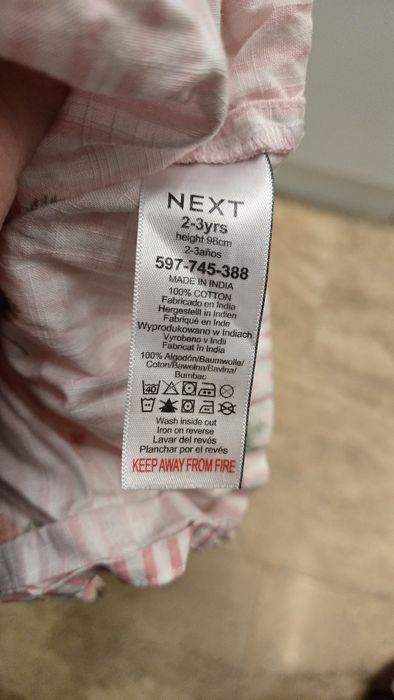 NEXT
2-3yrs
height 98cm
2-3años
597-745-388
MADE IN INDIA
100% COTTON
Fabricado en India
Hergestellt in Indien
Fabriqué en Inde
Wyprodukowano w Indiach
Vyrobeno v Indii
Fabricat în India
100% Algodón/Baumwolle/
Coton/Bawełna/Bavlna/
Bumbac
40
Wash inside out
Iron on reverse
Lavar del revés
Planchar por el revés
KEEP AWAY FROM FIRE